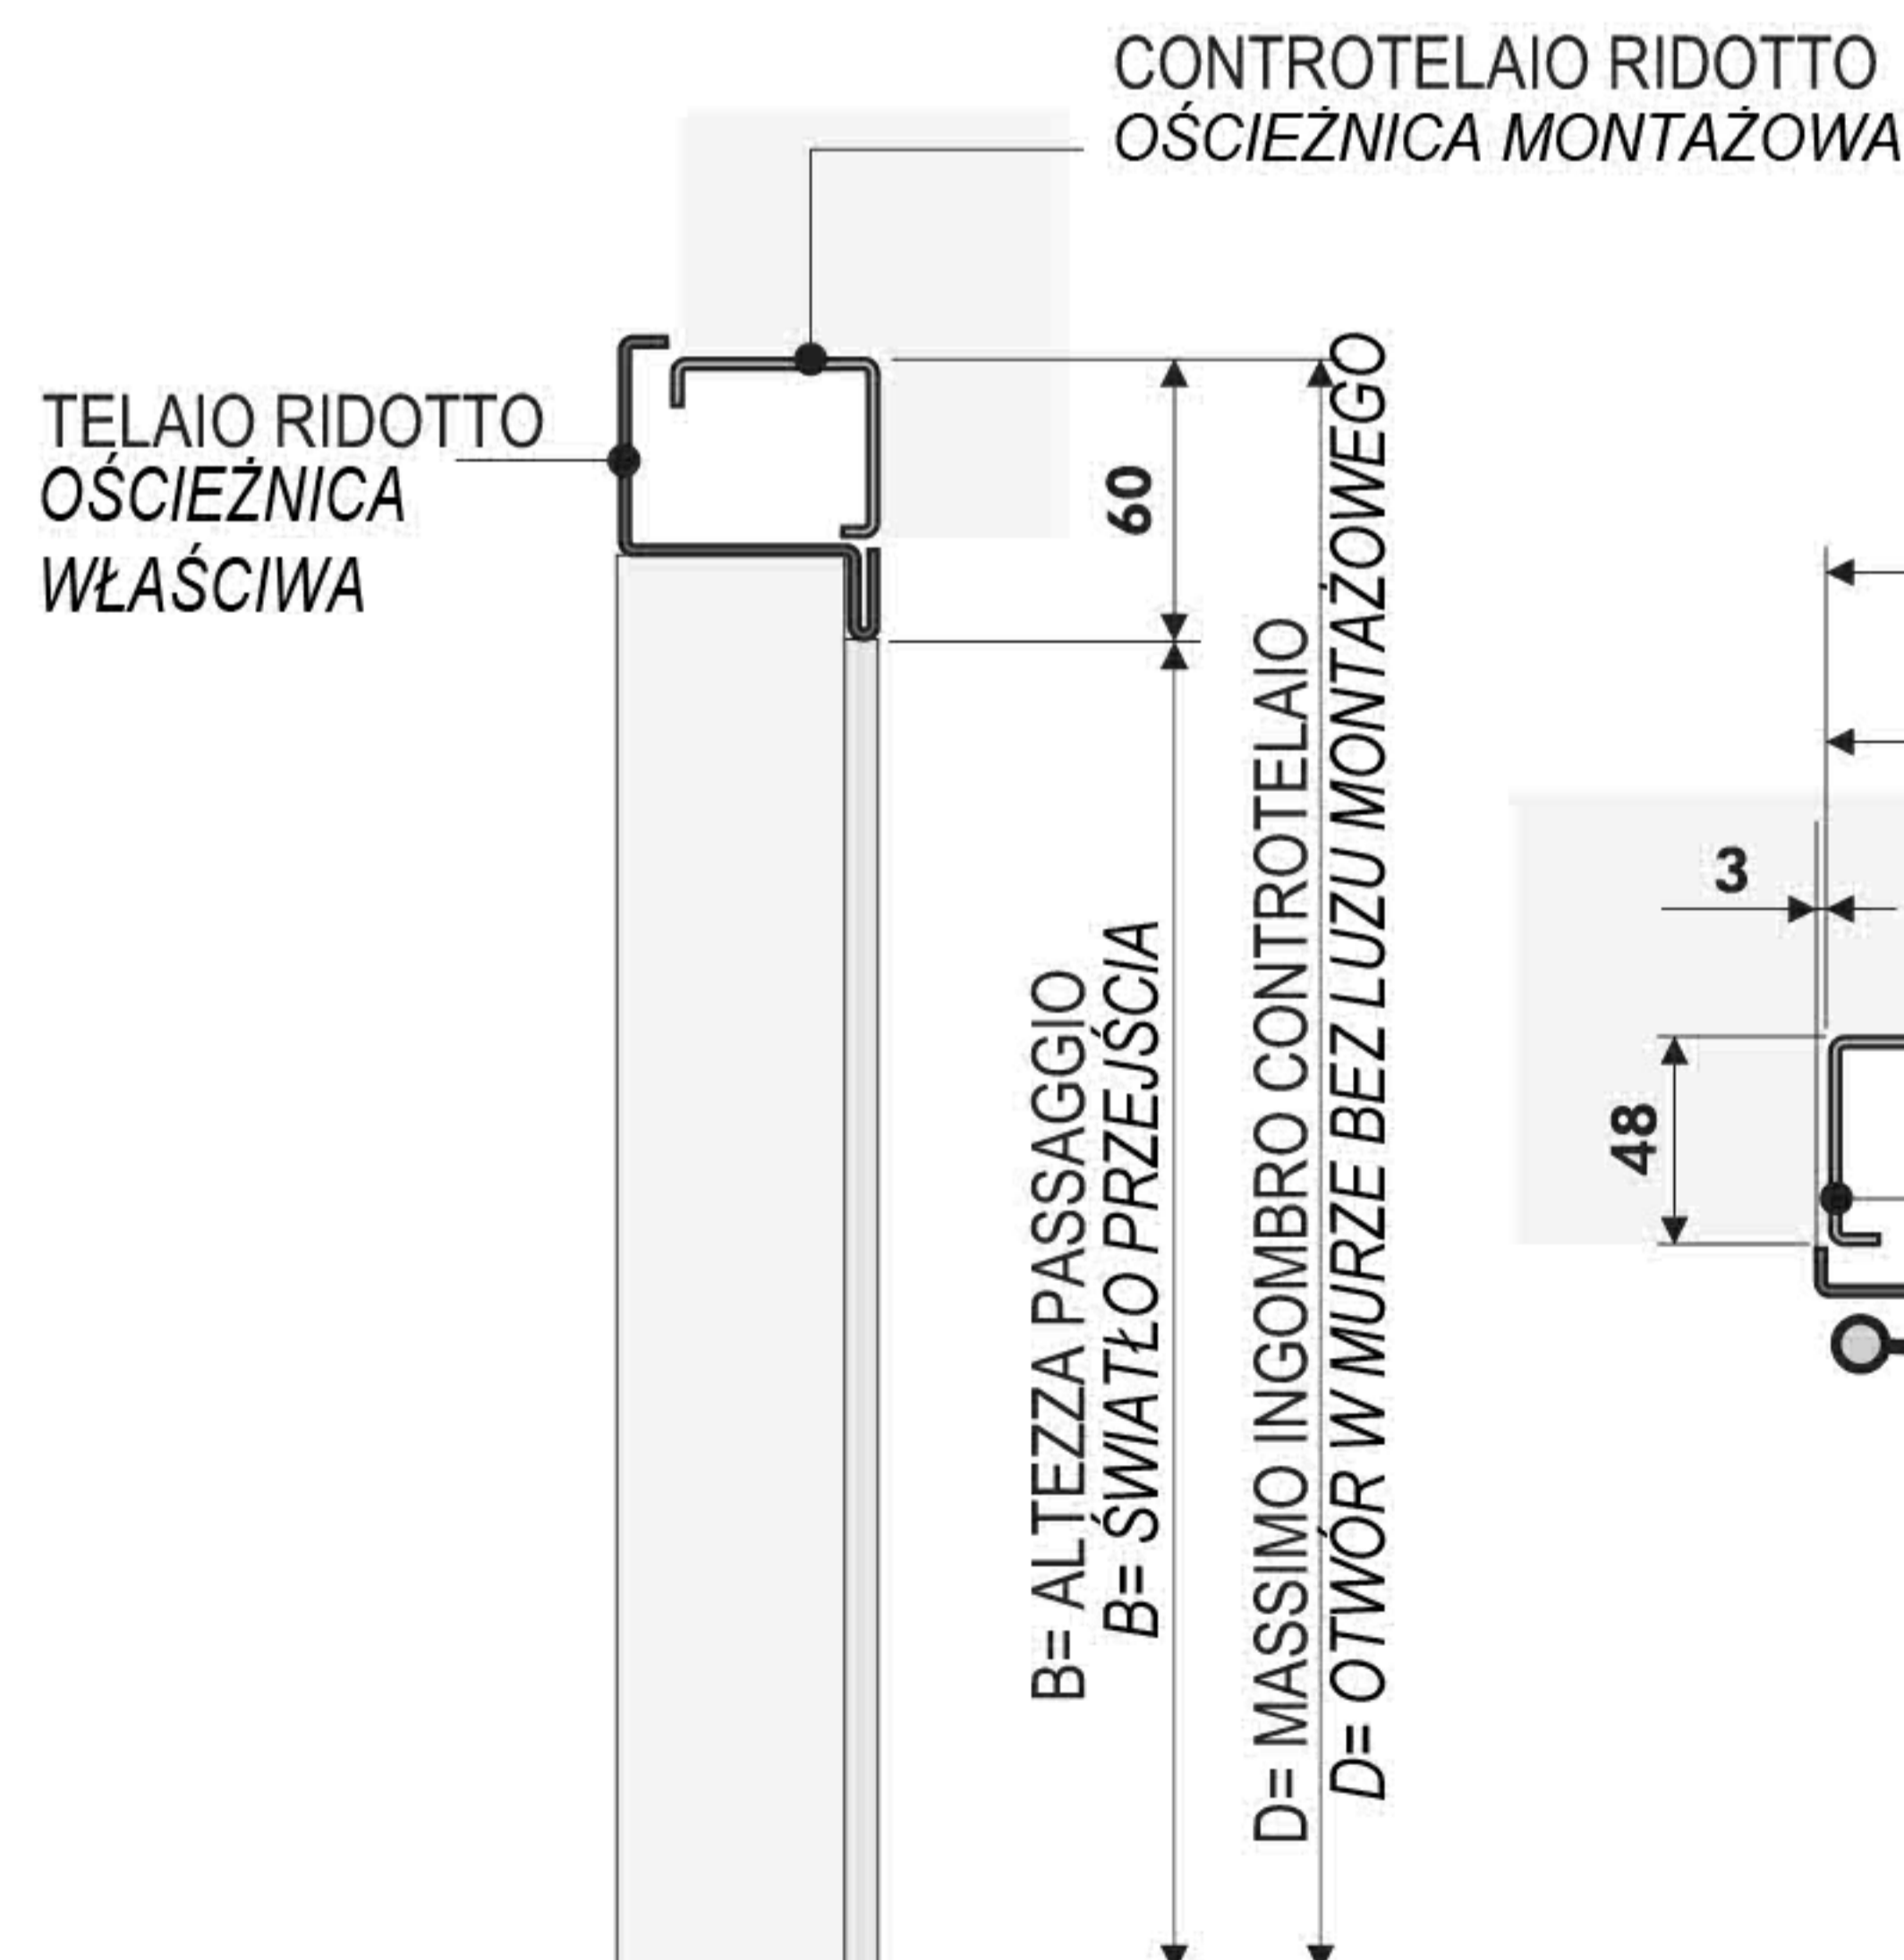 CONTROTELAIO RIDOTTO
OŚCIEŻNICA MONTAŻOWA
TELAIO RIDOTTO
OŚCIEŻNICA
WŁAŚCIWA
60
B= ALTEZZA PASSAGGIO
B= ŚWIATŁO PRZEJŚCIA
D= MASSIMO INGOMBRO CONTROTELAIO
D= OTWÓR W MURZE BEZ LUZU MONTAŻOWEGO
3
48